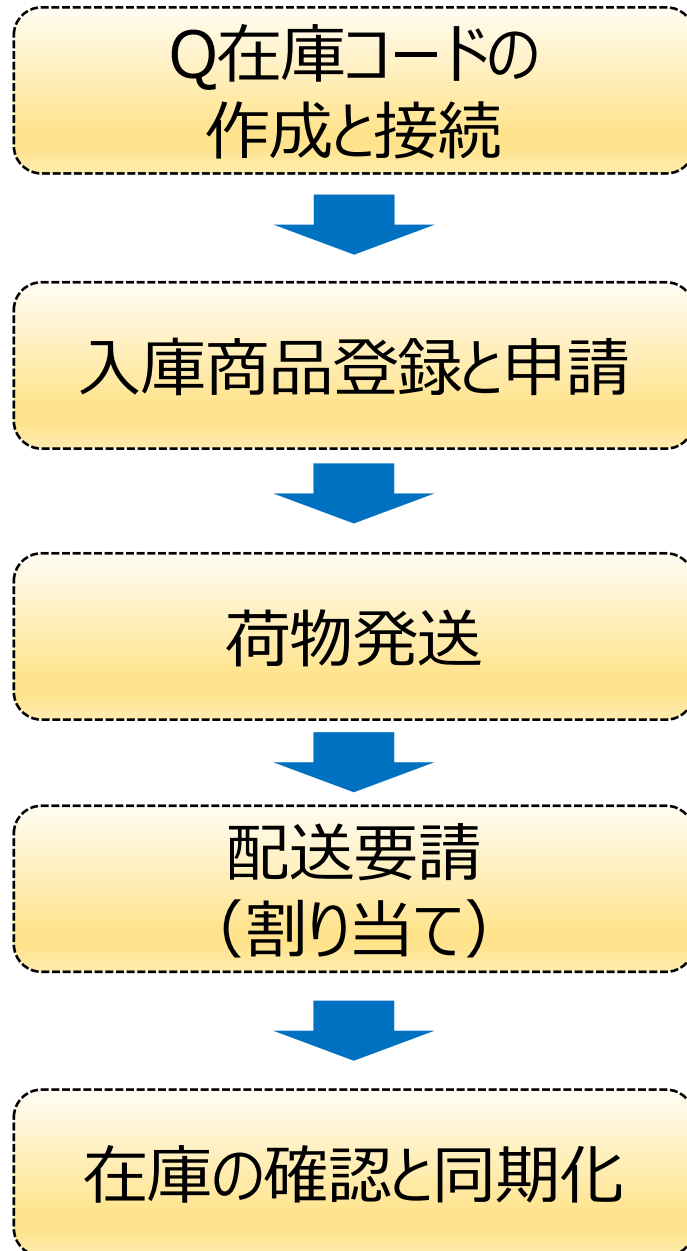 Q在庫コードの
作成と接続
入庫商品登録と申請
荷物発送
配送要請
（割り当て）
在庫の確認と同期化